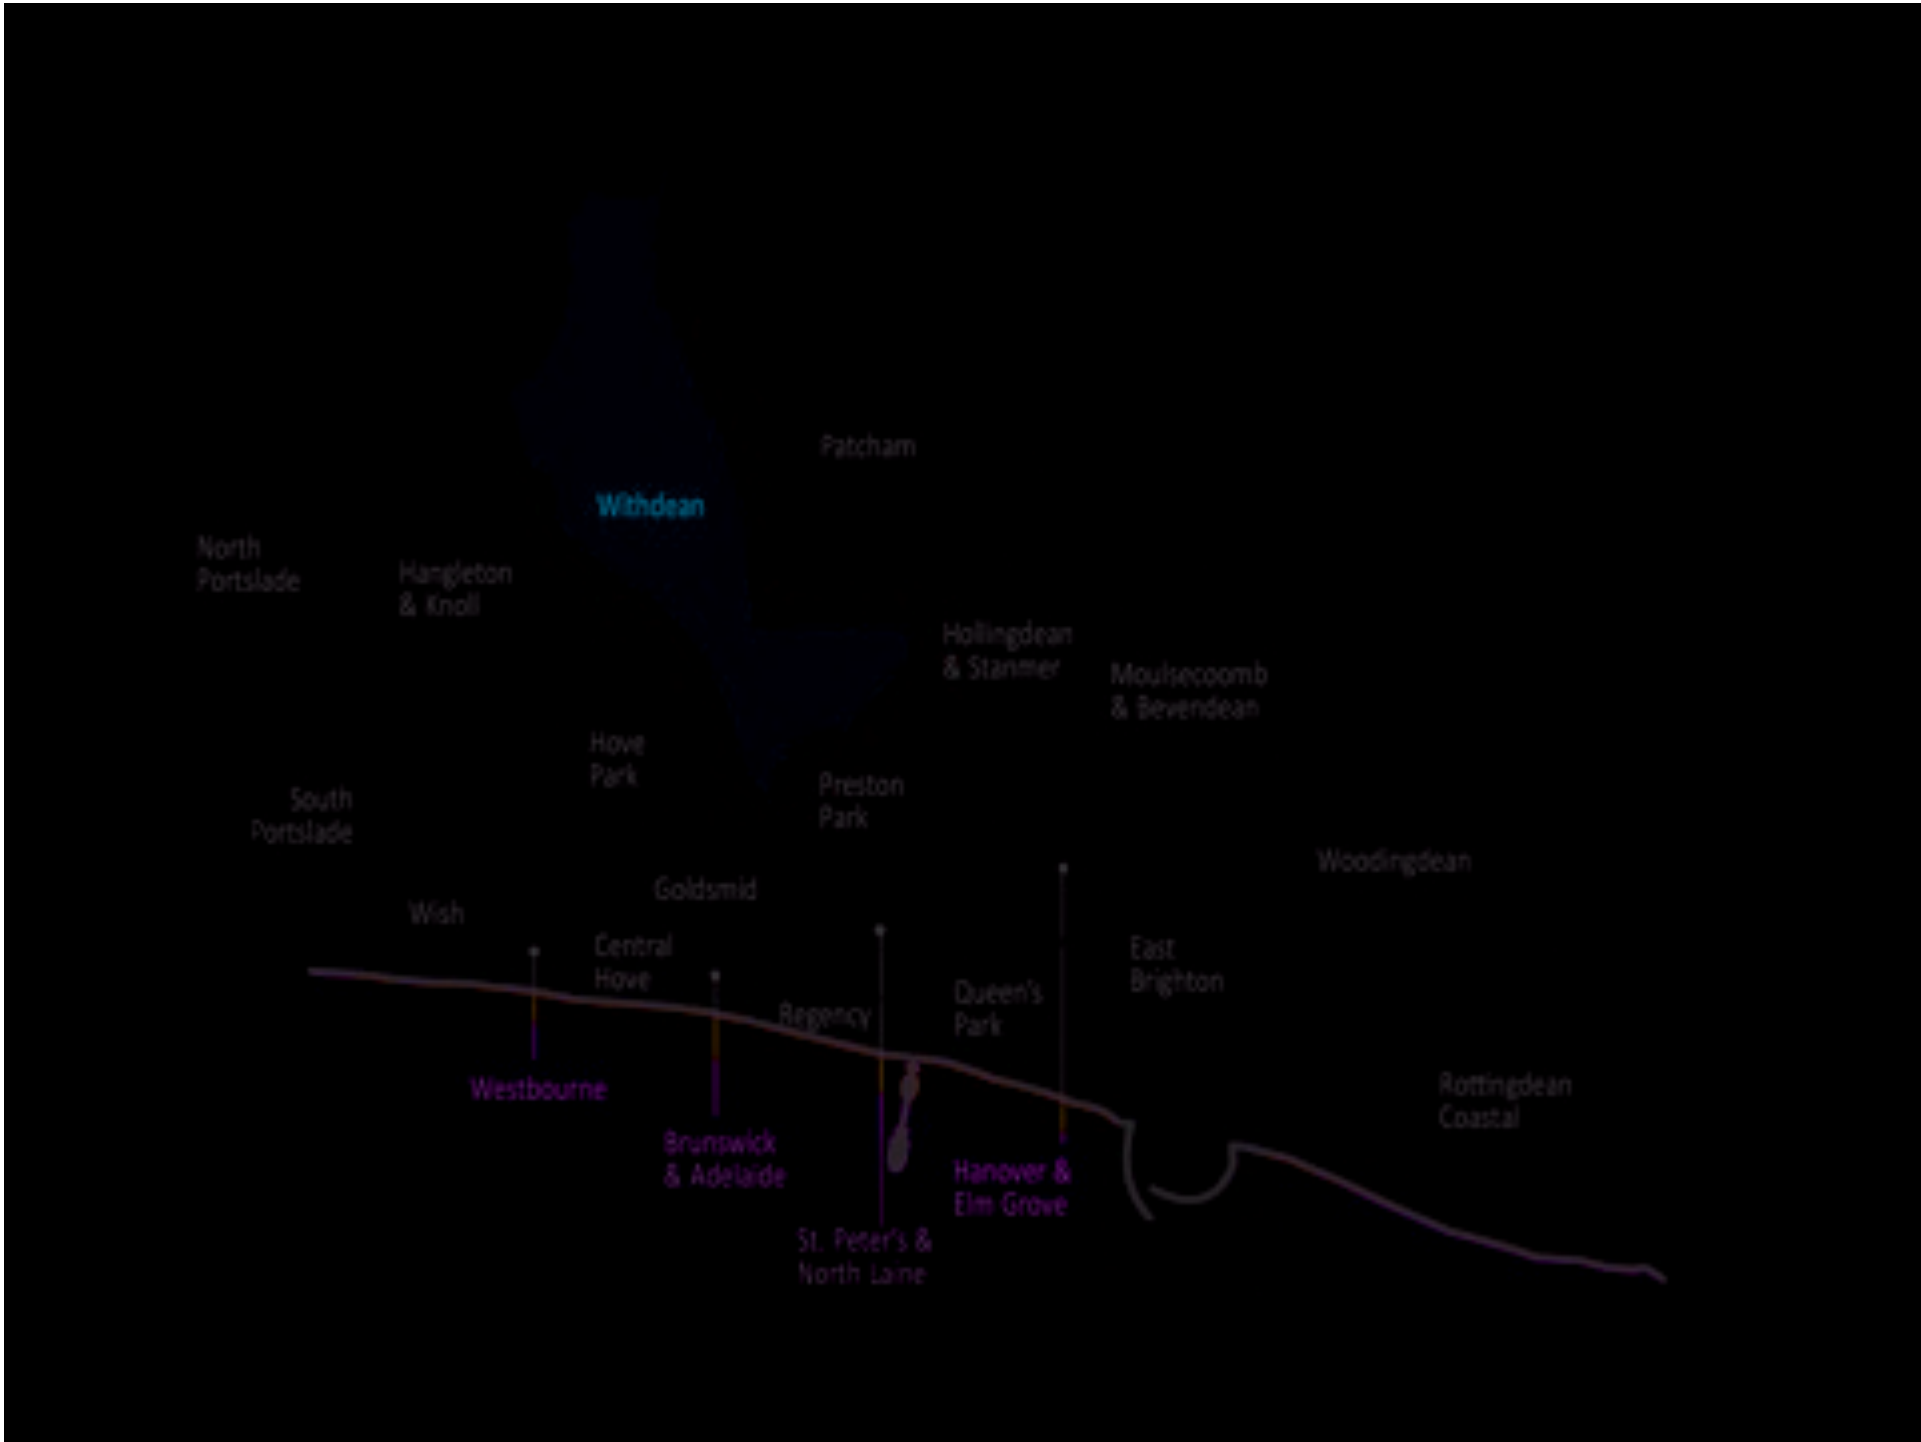 Patcham
Withdean
North
Portslade
Hangleton
& Knoll
Hollingdean
& Stanmer
Moulsecoomb
& Bevendean
Hove
Park
Preston
Park
South
Portslade
Woodingdean
Goldsmid
Wish
Central
Hove
East
Brighton
Queen's
Park
Regency
Westbourne
Rottingdean
Coastal
Brunswick
& Adelaide
Hanover &
Elm Grove
St. Peter's &
North Laine